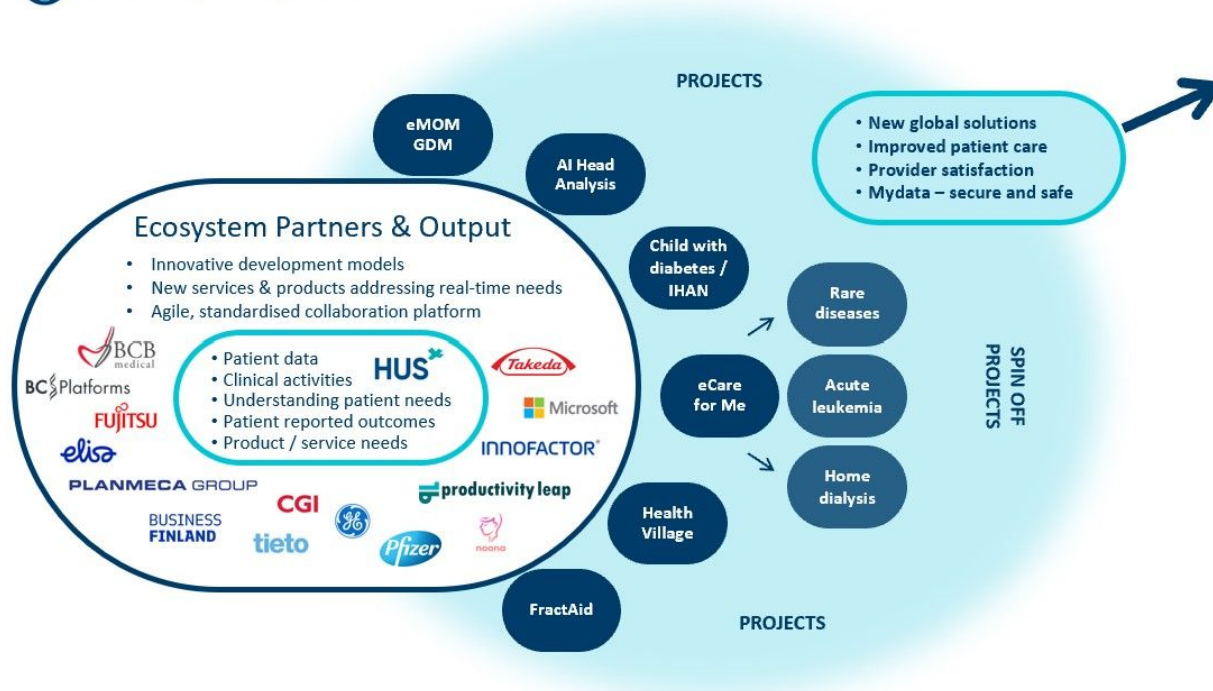 PROJECTS
eMOM
GDM
AI Head
Analysis
• New global solutions
• Improved patient care
• Provider satisfaction
• Mydata – secure and safe
Ecosystem Partners & Output
• Innovative development models
• New services & products addressing real-time needs
• Agile, standardised collaboration platform
Child with
diabetes /
IHAN
Rare
diseases
BCB
medical
BC Platforms
FUJITSU
elisa
PLANMECA GROUP
BUSINESS
FINLAND
CGI
tieto
GE
Pfizer
noona
productivity leap
INNOFACTOR®
Microsoft
Takeda
HUS
• Patient data
• Clinical activities
• Understanding patient needs
• Patient reported outcomes
• Product / service needs
eCare
for Me
Acute
leukemia
Home
dialysis
SPIN OFF
PROJECTS
Health
Village
FractAid
PROJECTS